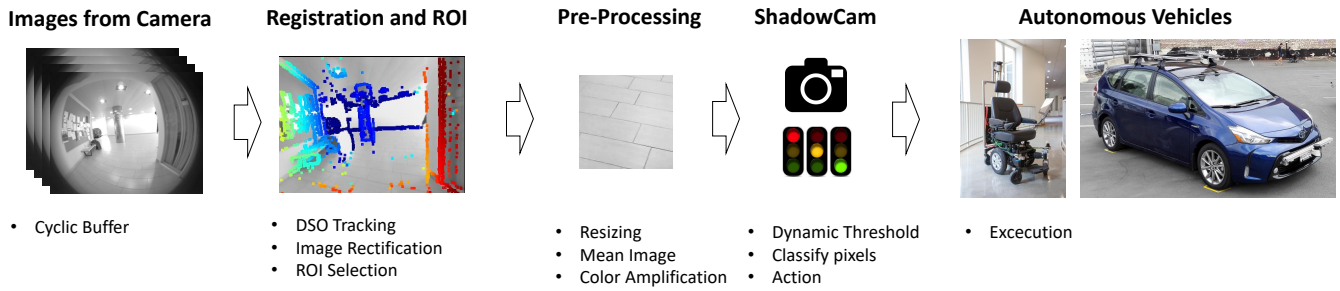 Images from Camera
Registration and ROI
Pre-Processing
ShadowCam
Autonomous Vehicles
• Cyclic Buffer
• DSO Tracking
• Image Rectification
• ROI Selection
• Resizing
• Mean Image
• Color Amplification
• Dynamic Threshold
• Classify pixels
• Action
• Excecution